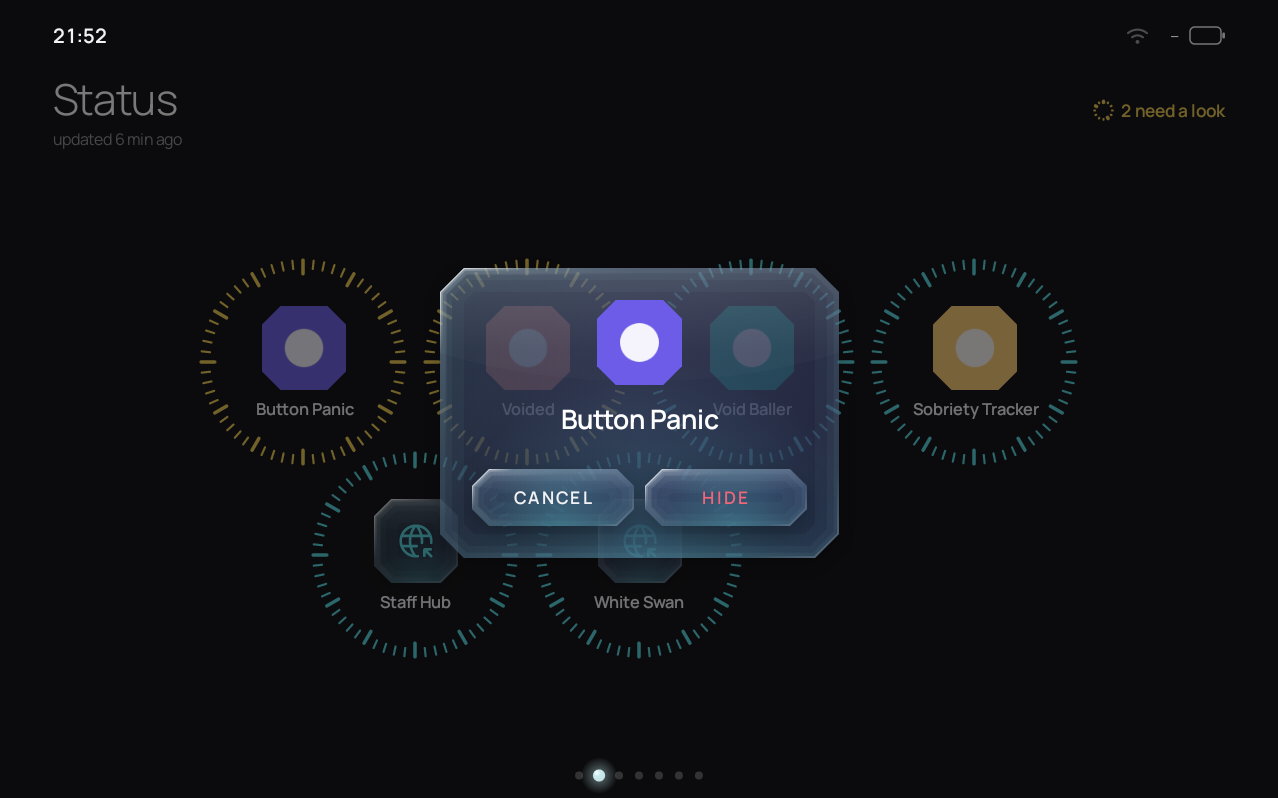 21:52
–
Status
updated 6 min ago
2 need a look
Button Panic
Voided
Void Baller
Sobriety Tracker
Button Panic
CANCEL
HIDE
Staff Hub
White Swan